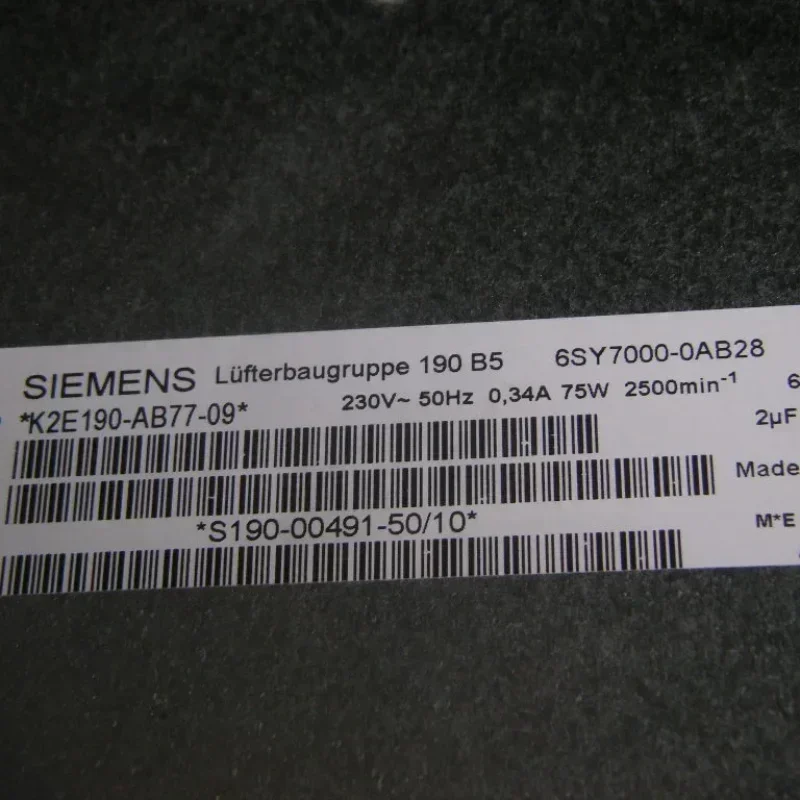 SIEMENS Lüfterbaugruppe 190 B5 6SY7000-0AB28
*K2E190-AB77-09* 230V~ 50Hz 0,34A 75W 2500min⁻¹ 6
2µF
Made
*S190-00491-50/10* M*E